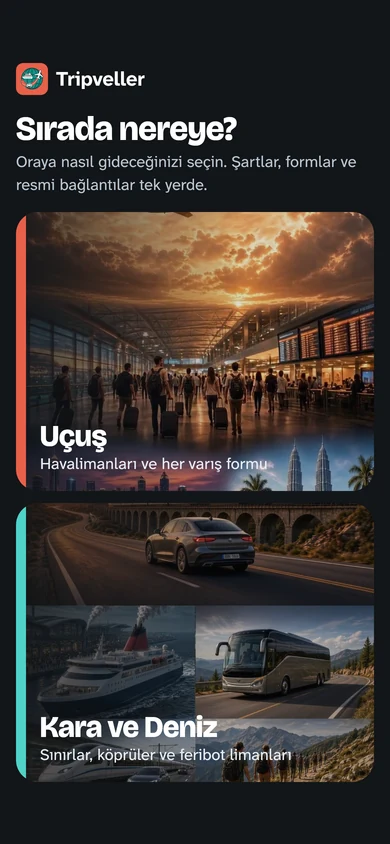 Tripveller
Sırada nereye?
Oraya nasıl gideceğinizi seçin. Şartlar, formlar ve
resmi bağlantılar tek yerde.
Uçuş
Havalimanları ve her varış formu
Kara ve Deniz
Sınırlar, köprüler ve feribot limanları